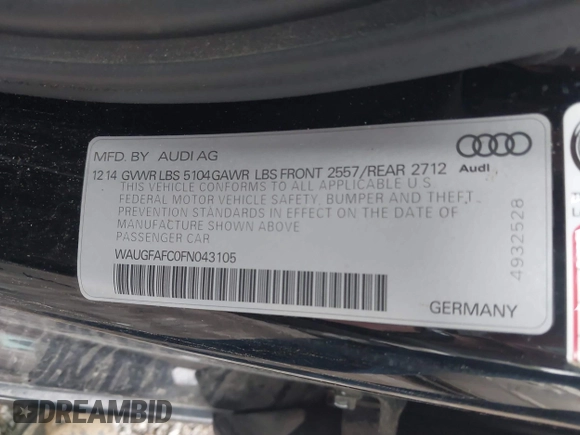 MFD. BY AUDI AG
12 14 GVWR LBS 5104 GAWR LBS FRONT 2557/REAR 2712
THIS VEHICLE CONFORMS TO ALL APPLICABLE U.S.
FEDERAL MOTOR VEHICLE SAFETY, BUMPER AND THEFT
PREVENTION STANDARDS IN EFFECT ON THE DATE OF
MANUFACTURE SHOWN ABOVE
PASSENGER CAR
WAUGFAFC0FN043105
Audi
4932528
GERMANY
DREAMBID